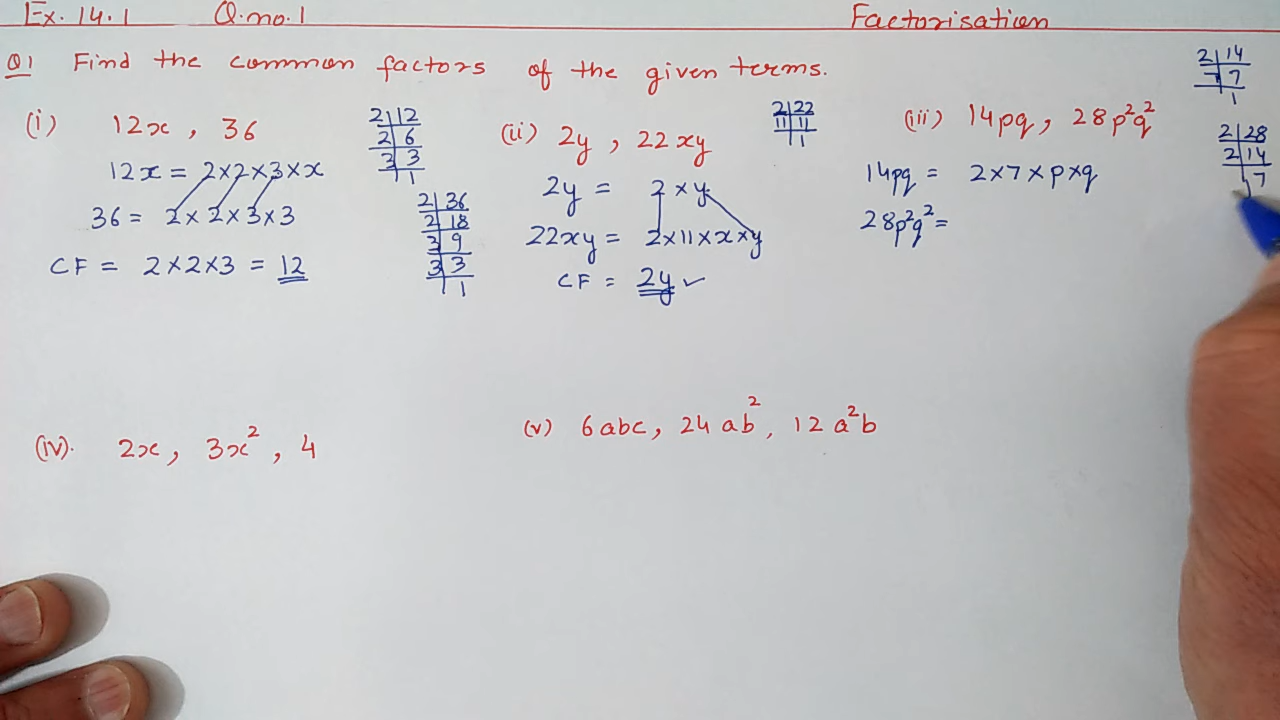 Ex. 14.1 Q.no.1 Factorisation
Q1 Find the common factors of the given terms.
(i) 12x, 36
12x = 2×2×3×x
36 = 2×2×3×3
CF = 2×2×3 = 12
2|12
2|6
3|3
1
2|36
2|18
3|9
3|3
1
(ii) 2y, 22xy
2y = 2×y
22xy = 2×11×x×y
CF = 2y ✓
2|22
11|11
1
(iii) 14pq, 28p²q²
14pq = 2×7×p×q
28p²q² =
2|14
7|7
1
2|28
2|14
7
(iv). 2x, 3x², 4
(v) 6abc, 24ab², 12a²b